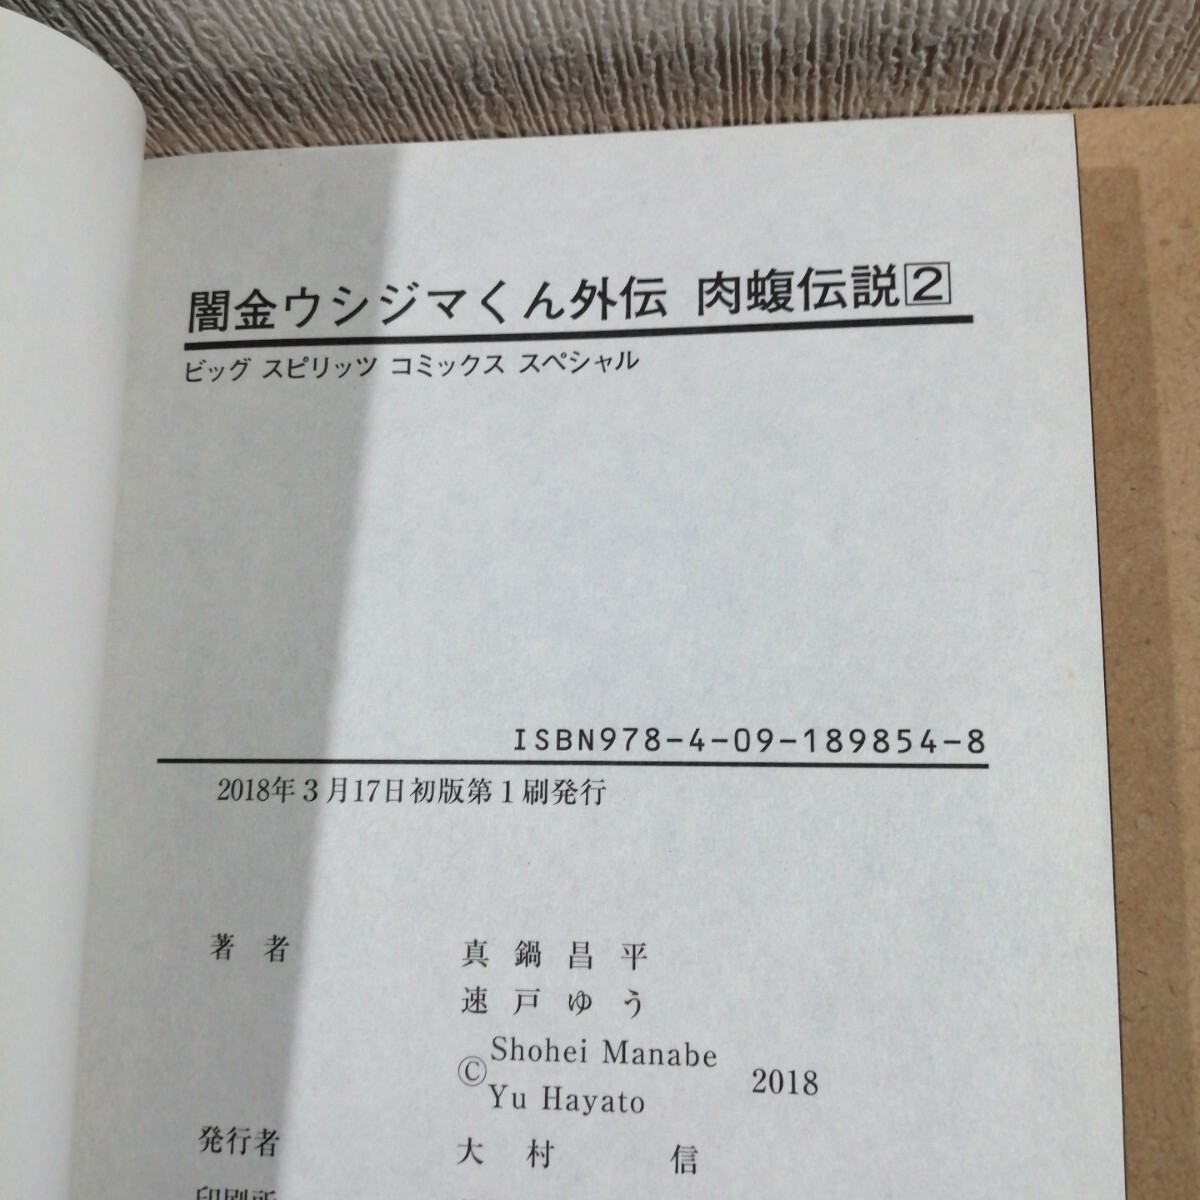 闇金ウシジマくん外伝 肉蝮伝説2
ビッグ スピリッツ コミックス スペシャル
ISBN978-4-09-189854-8
2018年3月17日初版第1刷発行
著者 真鍋昌平
速戸ゆう
©Shohei Manabe
Yu Hayato 2018
発行者 大村 信
印刷所